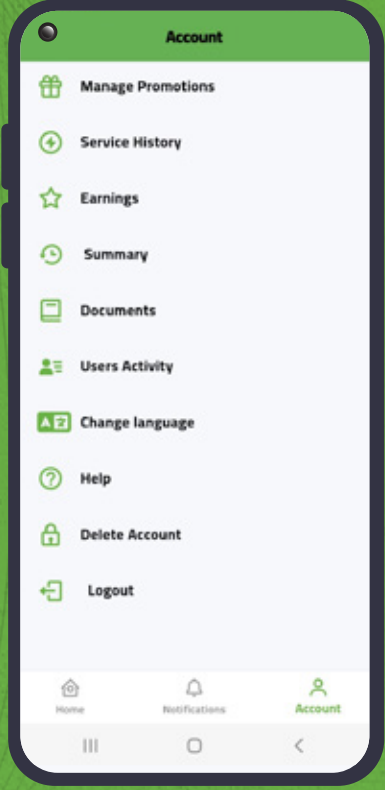 Account
Manage Promotions
Service History
Earnings
Summary
Documents
Users Activity
Change language
Help
Delete Account
Logout
Home
Notifications
Account